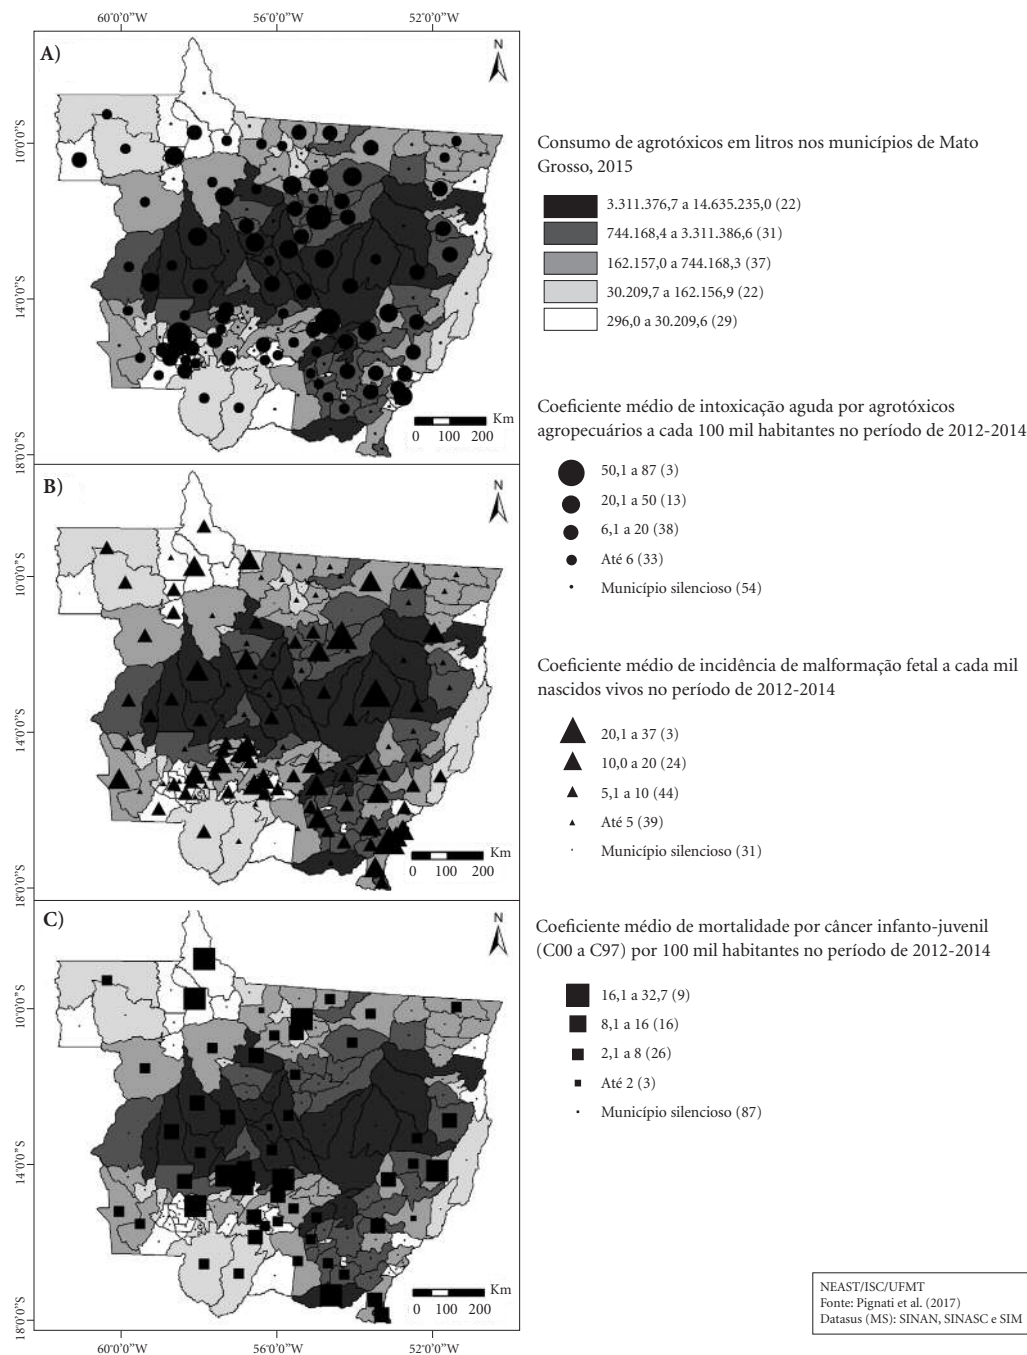 60°0'0"W 56°0'0"W 52°0'0"W
A)
N
10°0'0"S
14°0'0"S
18°0'0"S
Km
0 100 200
B)
N
10°0'0"S
14°0'0"S
18°0'0"S
Km
0 100 200
C)
N
10°0'0"S
14°0'0"S
18°0'0"S
Km
0 100 200
60°0'0"W 56°0'0"W 52°0'0"W
Consumo de agrotóxicos em litros nos municípios de Mato
Grosso, 2015
3.311.376,7 a 14.635.235,0 (22)
744.168,4 a 3.311.386,6 (31)
162.157,0 a 744.168,3 (37)
30.209,7 a 162.156,9 (22)
296,0 a 30.209,6 (29)
Coeficiente médio de intoxicação aguda por agrotóxicos
agropecuários a cada 100 mil habitantes no período de 2012-2014
50,1 a 87 (3)
20,1 a 50 (13)
6,1 a 20 (38)
Até 6 (33)
Município silencioso (54)
Coeficiente médio de incidência de malformação fetal a cada mil
nascidos vivos no período de 2012-2014
20,1 a 37 (3)
10,0 a 20 (24)
5,1 a 10 (44)
Até 5 (39)
Município silencioso (31)
Coeficiente médio de mortalidade por câncer infanto-juvenil
(C00 a C97) por 100 mil habitantes no período de 2012-2014
16,1 a 32,7 (9)
8,1 a 16 (16)
2,1 a 8 (26)
Até 2 (3)
Município silencioso (87)
NEAST/ISC/UFMT
Fonte: Pignati et al. (2017)
Datasus (MS): SINAN, SINASC e SIM